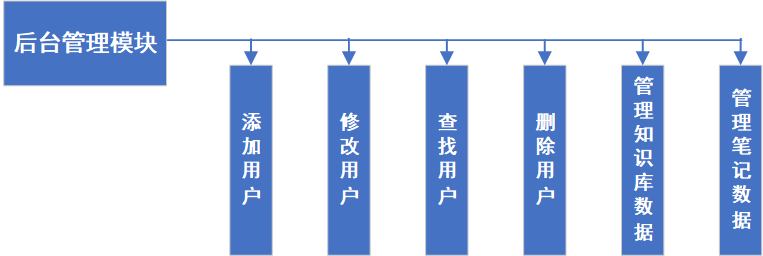 后台管理模块
添加用户
修改用户
查找用户
删除用户
管理知识库数据
管理笔记数据